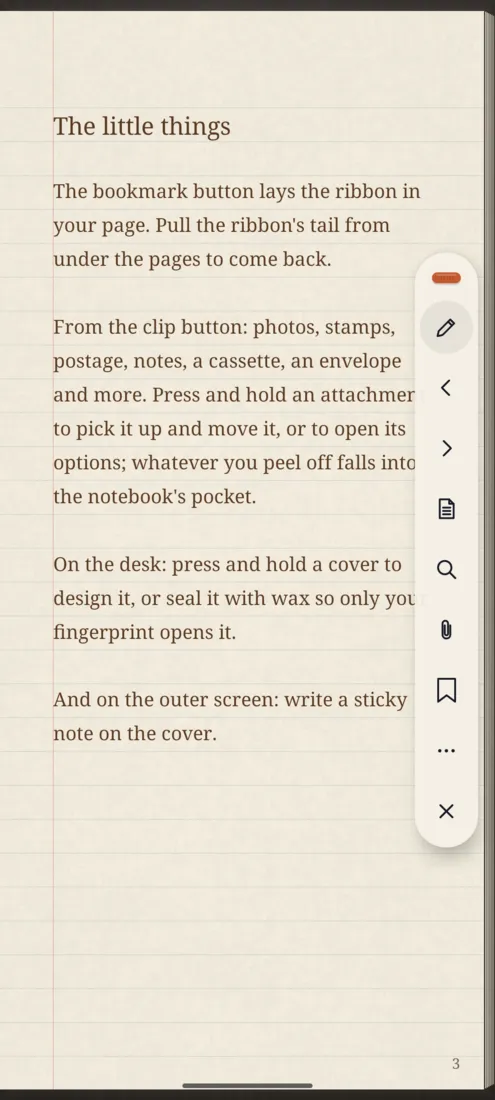 The little things
The bookmark button lays the ribbon in
your page. Pull the ribbon's tail from
under the pages to come back.
From the clip button: photos, stamps,
postage, notes, a cassette, an envelope
and more. Press and hold an attachmen
to pick it up and move it, or to open its
options; whatever you peel off falls into
the notebook's pocket.
On the desk: press and hold a cover to
design it, or seal it with wax so only your
fingerprint opens it.
And on the outer screen: write a sticky
note on the cover.
3